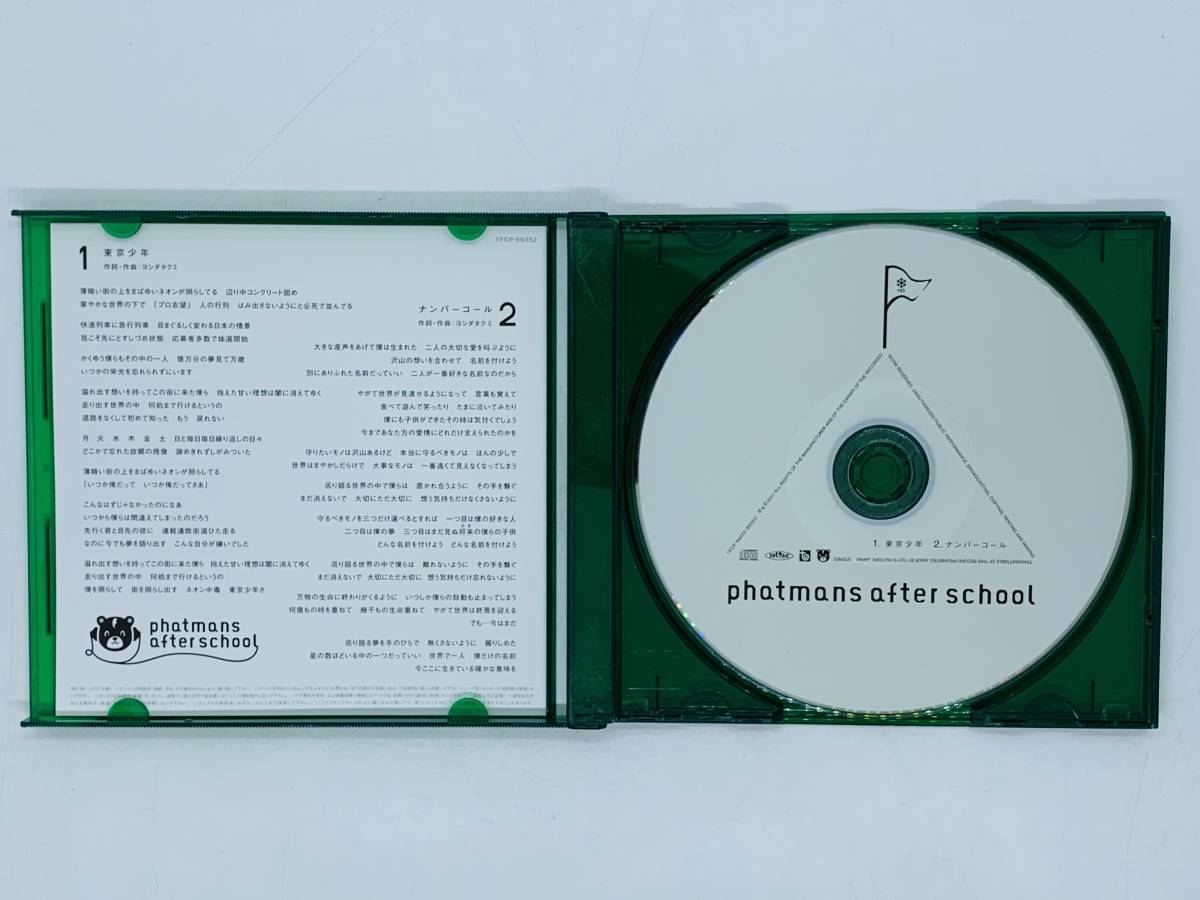 TFCP-80352
1
東京少年
作詞・作曲：ヨシダタクミ
薄暗い街の上をまばゆいネオンが照らしてる　辺り中コンクリート固め
華やかな世界の下で　「プロ志望」　人の行列　はみ出さないようにと必死で並んでる
快速列車に急行列車　目まぐるしく変わる日本の情景
我こそ先にとすしづめ状態　応募者多数で抽選開始
かくゆう僕らもその中の一人　億万分の夢見て万歳
いつかの栄光を忘れられずにいます
溢れ出す想いを持ってこの街に来た僕ら　抱えた甘い理想は闇に消えてゆく
走り出す世界の中　何処まで行けるというの
道路をなくして初めて知った　もう　戻れない
月　火　水　木　金　土　日と毎日毎日繰り返しの日々
どこかで忘れた故郷の残像　諦めきれずしがみついた
薄暗い街の上をまばゆいネオンが照らしてる
「いつか俺だって　いつか俺だってさぁ」
こんなはずじゃなかったのになあ
いつから僕らは間違えてしまったのだろう
先行く君と目先の欲に　連戦連敗街道ひた走る
なのに今でも夢を語り出す　こんな自分が嫌いでした
溢れ出す想いを持ってこの街に来た僕ら　抱えた甘い理想は闇に消えてゆく
走り出す世界の中　何処まで行けるというの
僕を照らして　街を照らし出す　ネオン中毒　東京少年さ
ナンバーコール
作詞・作曲：ヨシダタクミ
2
大きな産声をあげて僕は生まれた　二人の大切な愛を叫ぶように
沢山の想いを合わせて　名前を付けよう
別にありふれた名前だっていい　二人が一番好きな名前なのだから
やがて世界が見渡せるようになって　言葉も覚えて
食べて遊んで笑ったり　たまに泣いてみたり
僕にも子供ができたその時は気付くでしょう
今まであなた方の愛情にどれだけ支えられたのかを
守りたいモノは沢山あるけど　本当に守るべきモノは　ほんの少しで
世界はまやかしだらけで　大事なモノは　一番遠くて見えなくなってしまう
巡り回る世界の中で僕らは　惹かれ合うように　その手を繋ぐ
まだ消えないで　大切にただ大切に　想う気持ちだけなくさないように
守るべきモノを三つだけ選べるとすれば　一つ目は僕の好きな人
二つ目は僕の夢　三つ目はまだ見ぬ将来の僕らの子供
どんな名前を付けよう　どんな名前を付けよう
巡り回る世界の中で僕らは　離れないように　その手を繋ぐ
まだ消えないで　大切にただ大切に　想う気持ちだけ忘れないように
万物の生命に終わりがくるように　いつしか僕らの鼓動も止まってしまう
何億もの時を重ねて　幾千もの生命重ねて　やがて世界は終焉を迎える
でも…今はまだ
巡り回る夢を手のひらで　無くさないように　握りしめた
星の数ほどいる中の一つだっていい　世界で一人　僕だけの名前
今ここに生きている確かな意味を
phatmans
after school
PAS
1. 東京少年　2. ナンバーコール
phatmans after school